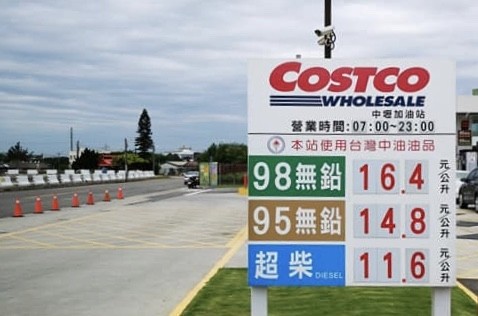 COSTCO
WHOLESALE
中壢加油站
營業時間:07:00~23:00
本站使用台灣中油油品
98無鉛 16.4 元/公升
95無鉛 14.8 元/公升
超柴 DIESEL 11.6 元/公升